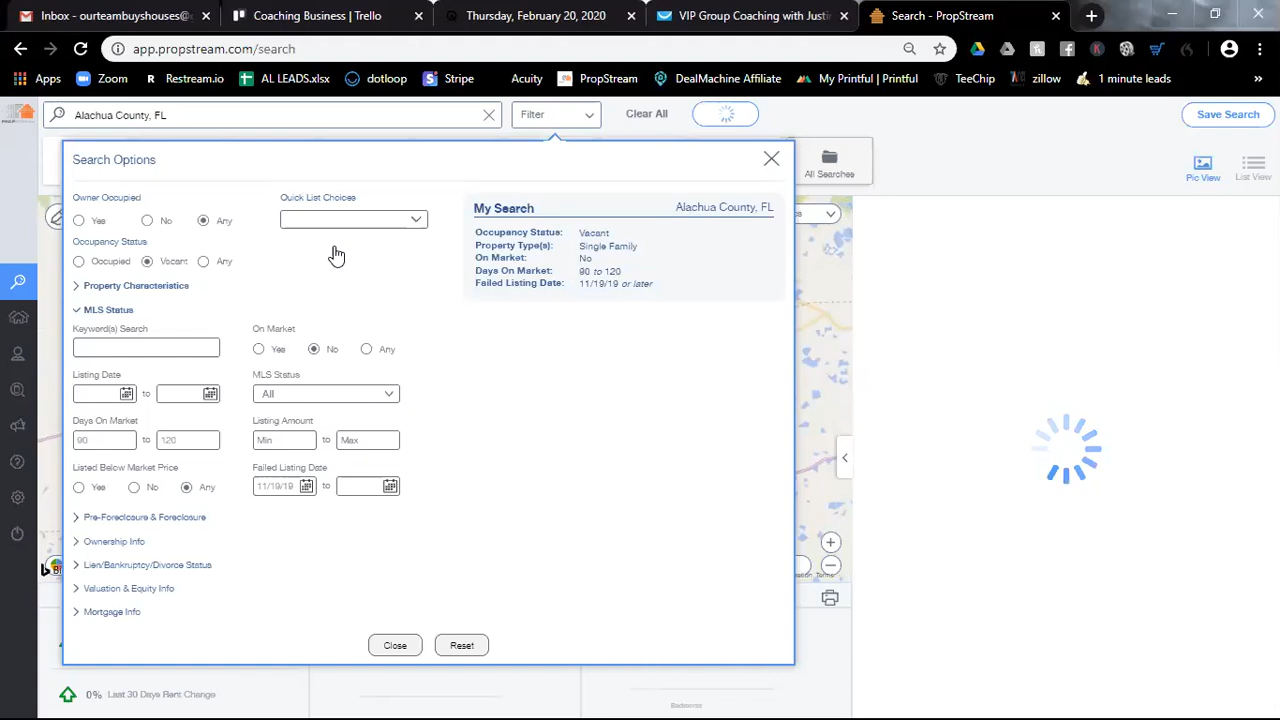 Inbox - outteambuyshouses@
Coaching Business | Trello
Thursday, February 20, 2020
VIP Group Coaching with Justi
Search - PropStream
app.propstream.com/search
Apps
Zoom
Restream.io
AL LEADS.xlsx
dotloop
Stripe
Acuity
PropStream
DealMachine Affiliate
My Printful | Printful
TeeChip
zillow
1 minute leads
»
Alachua County, FL
Filter
Clear All
Save Search
All Searches
Pic View
List View
Search Options
Owner Occupied
Yes
No
Any
Quick List Choices
Occupancy Status
Occupied
Vacant
Any
Property Characteristics
MLS Status
Keyword(s) Search
On Market
Yes
No
Any
Listing Date
to
MLS Status
All
Days On Market
90 to 120
Listing Amount
Min to Max
Listed Below Market Price
Yes
No
Any
Failed Listing Date
11/19/19 to
Pre-Foreclosure & Foreclosure
Ownership Info
Lien/Bankruptcy/Divorce Status
Valuation & Equity Info
Mortgage Info
Close
Reset
My Search
Alachua County, FL
Occupancy Status: Vacant
Property Type(s): Single Family
On Market: No
Days On Market: 90 to 120
Failed Listing Date: 11/19/19 or later
Terms
0% Last 30 Days Rent Change
Bedrooms